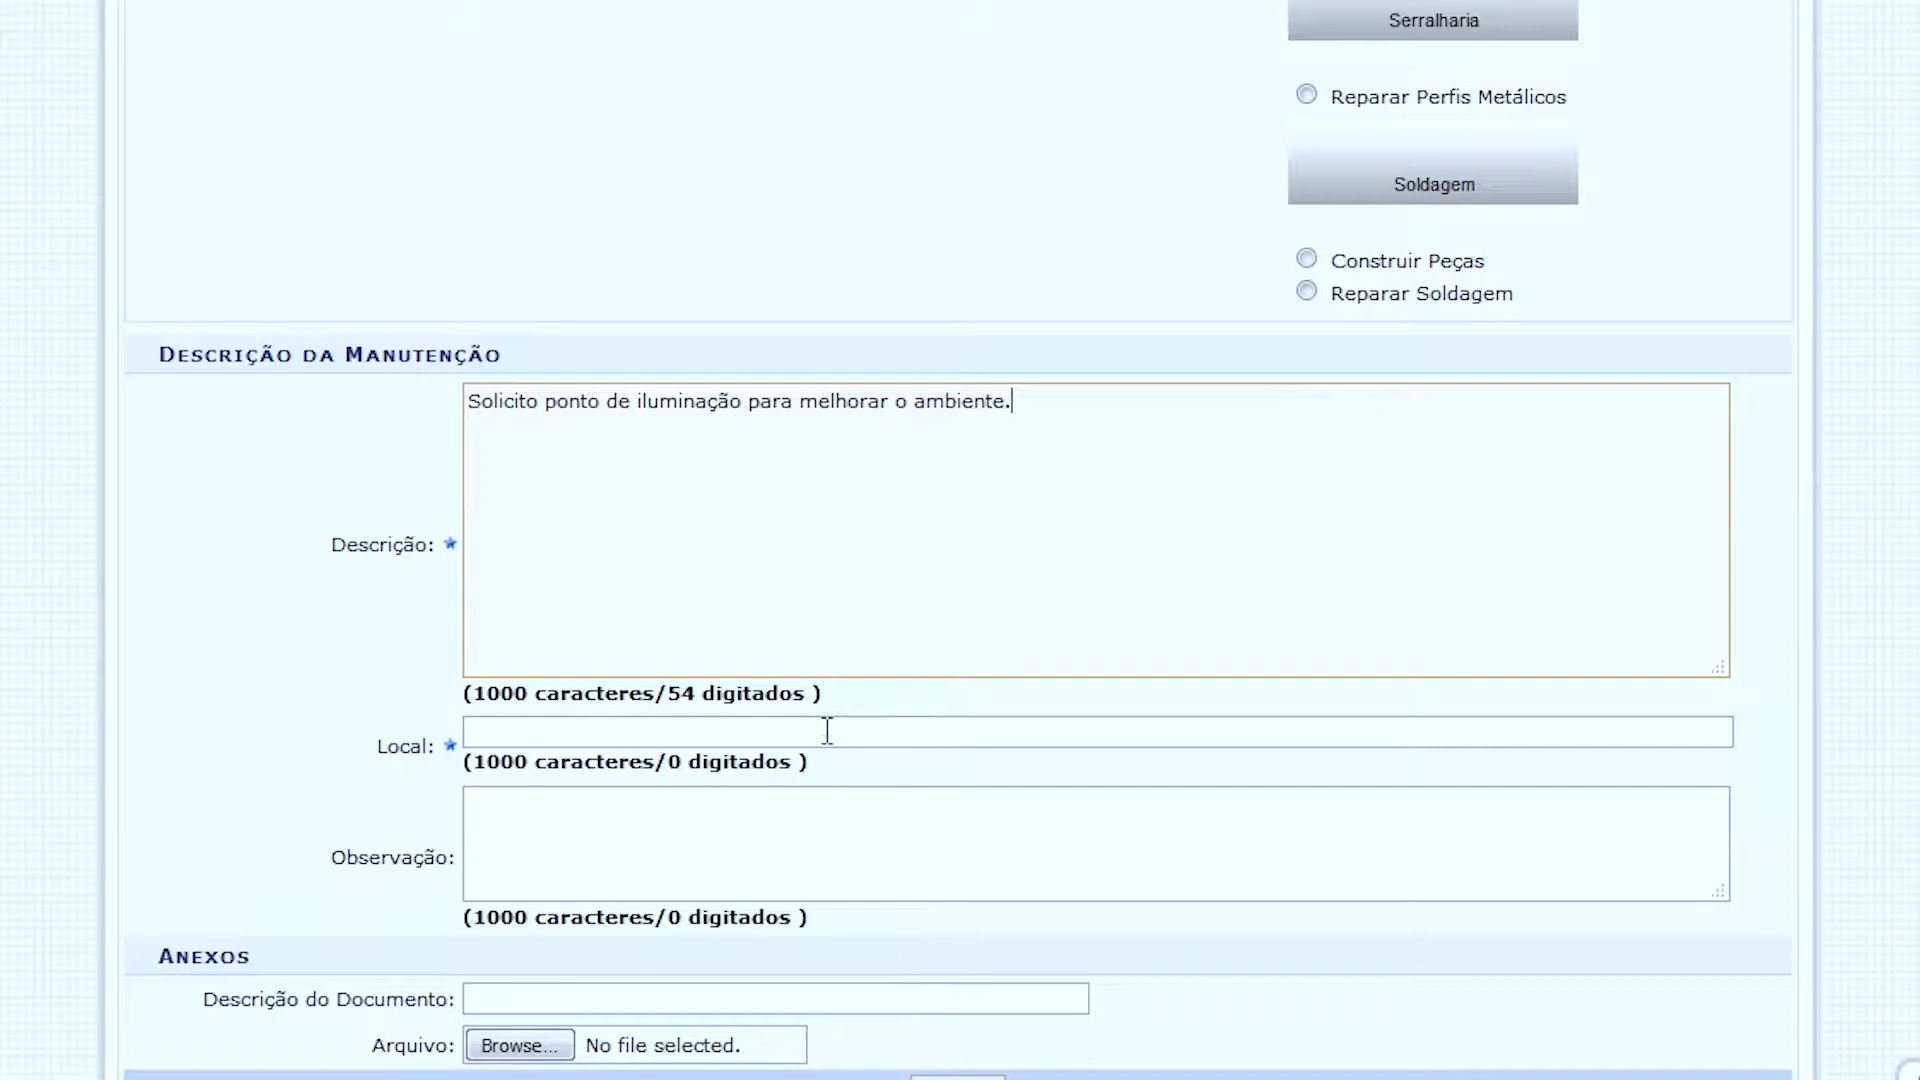 Serralharia
Reparar Perfis Metálicos
Soldagem
Construir Peças
Reparar Soldagem
Descrição da Manutenção
Solicito ponto de iluminação para melhorar o ambiente.
Descrição:
(1000 caracteres/54 digitados )
Local:
(1000 caracteres/0 digitados )
Observação:
(1000 caracteres/0 digitados )
Anexos
Descrição do Documento:
Arquivo: Browse... No file selected.